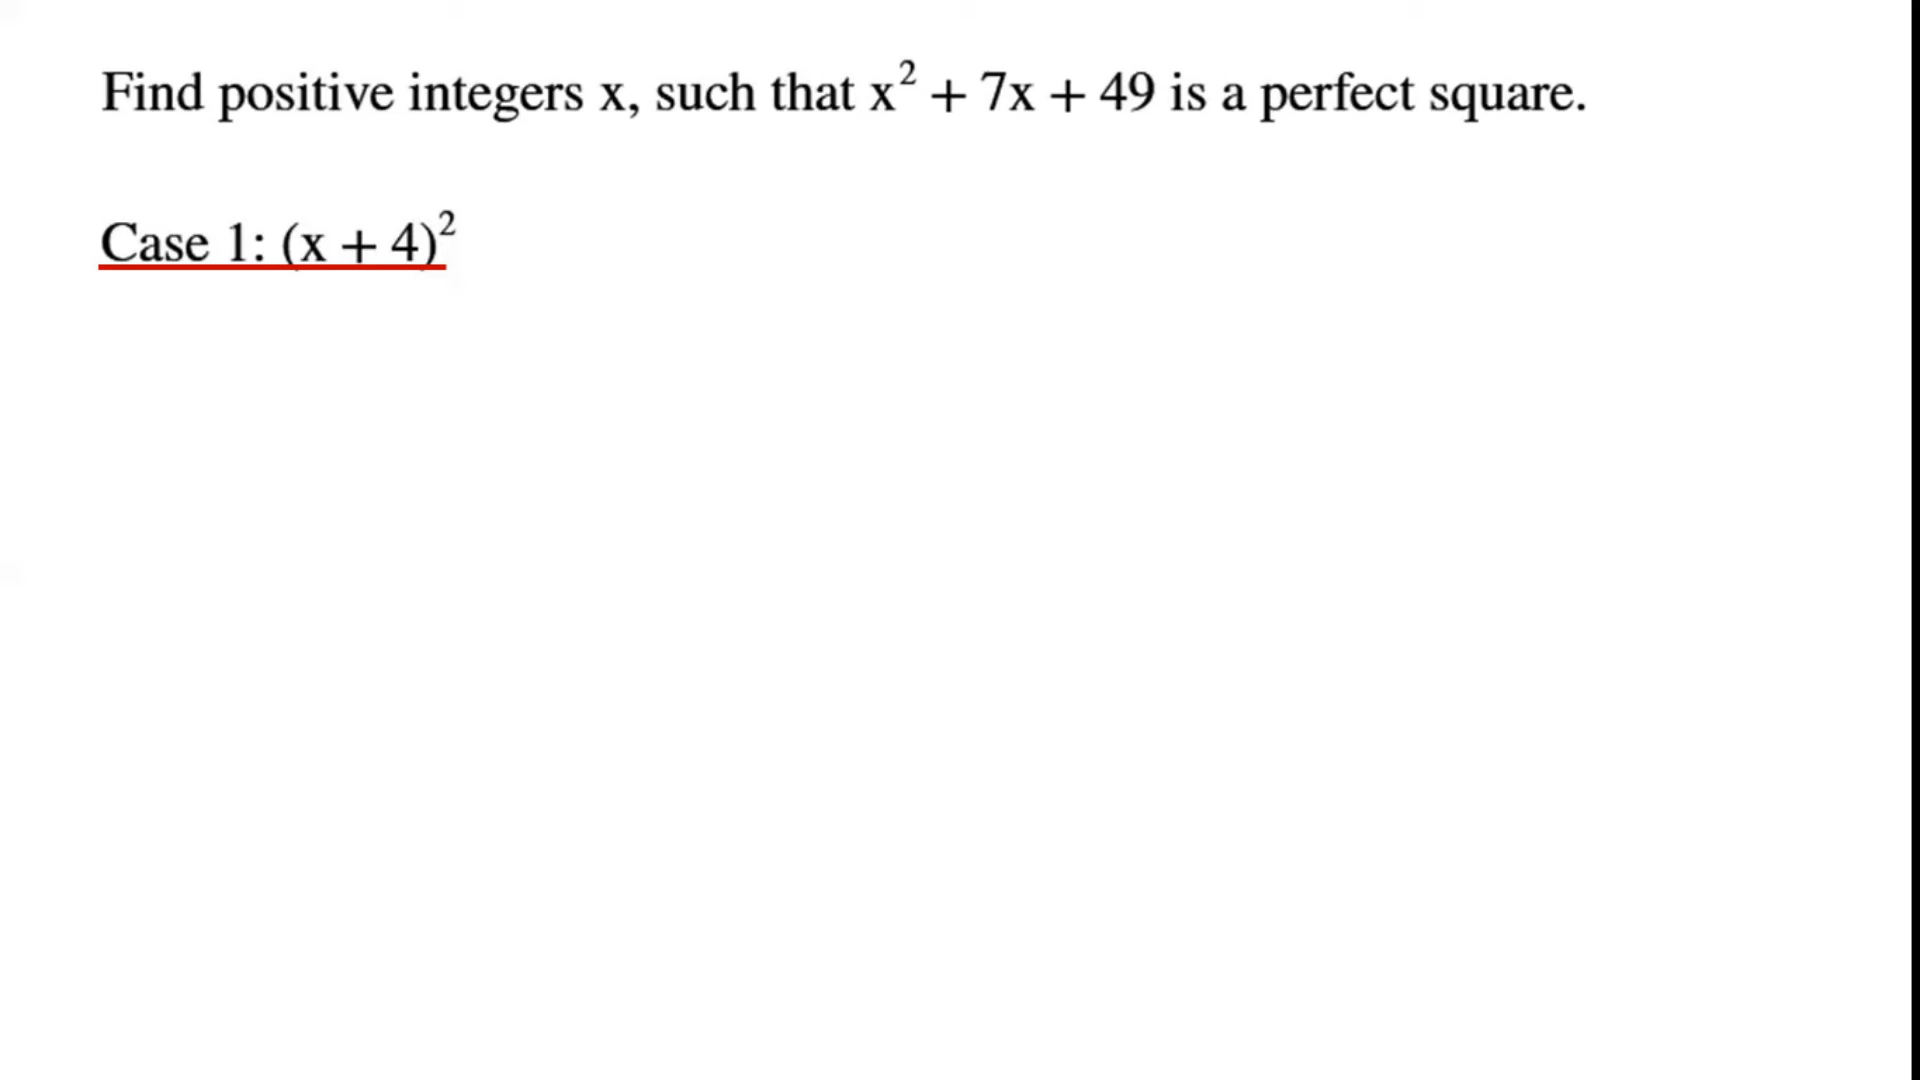 Find positive integers x, such that x² + 7x + 49 is a perfect square.
Case 1: (x + 4)²